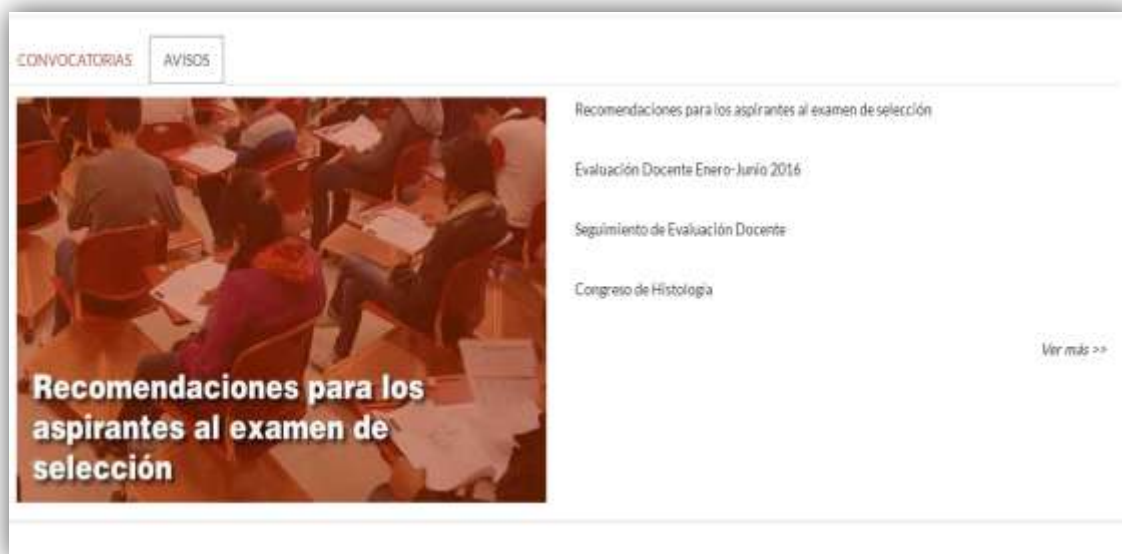 CONVOCATORIAS
AVISOS
Recomendaciones para los
aspirantes al examen de
selección
Recomendaciones para los aspirantes al examen de selección
Evaluación Docente Enero-Junio 2016
Seguimiento de Evaluación Docente
Congreso de Histología
Ver más >>